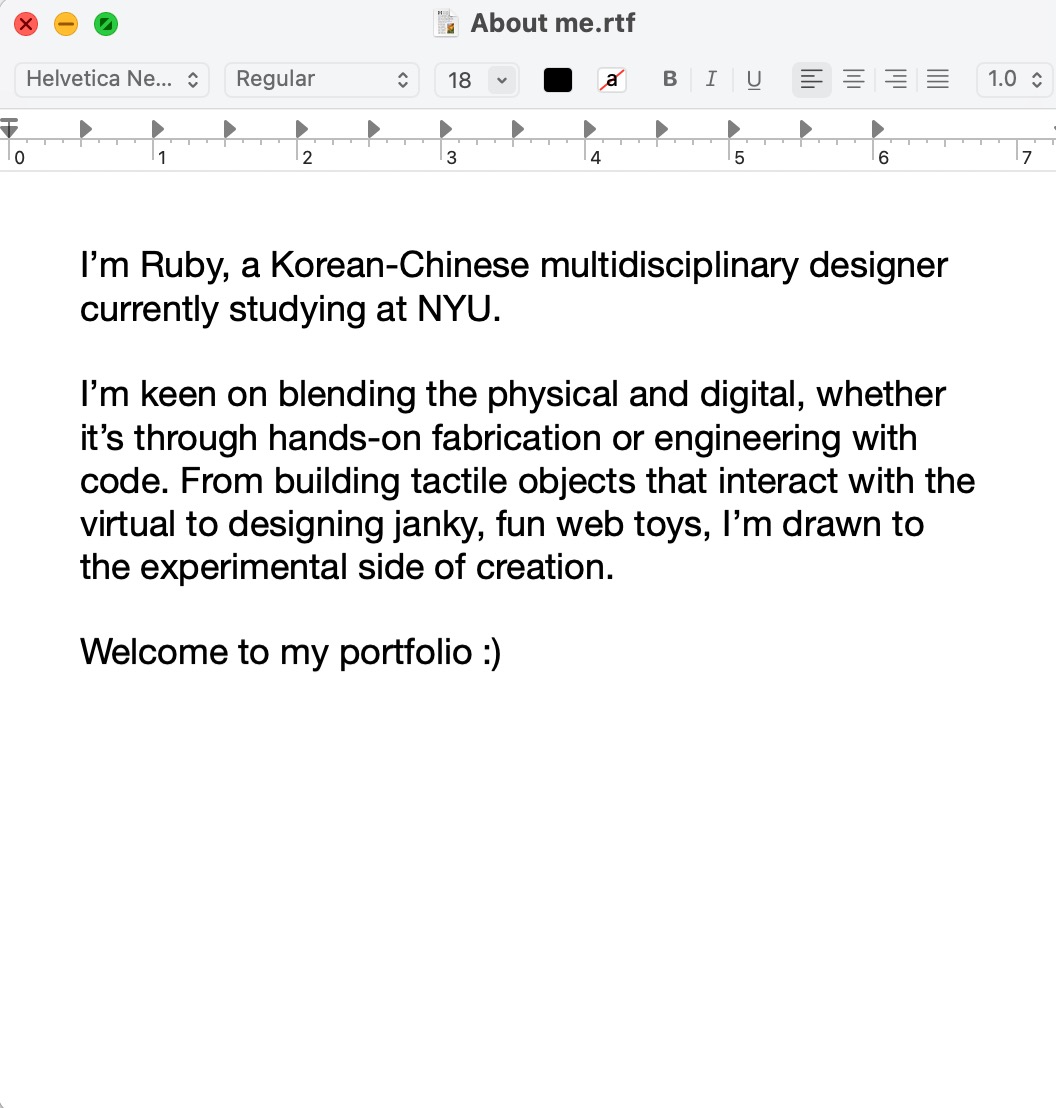 About me.rtf
Helvetica Ne... Regular 18 a B I U 1.0
0 1 2 3 4 5 6 7
I’m Ruby, a Korean-Chinese multidisciplinary designer
currently studying at NYU.
I’m keen on blending the physical and digital, whether
it’s through hands-on fabrication or engineering with
code. From building tactile objects that interact with the
virtual to designing janky, fun web toys, I’m drawn to
the experimental side of creation.
Welcome to my portfolio :)